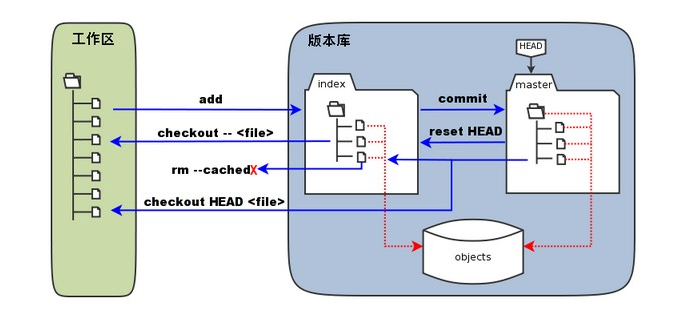 工作区
版本库
HEAD
index
master
add
commit
checkout -- <file>
reset HEAD
rm --cachedX
checkout HEAD <file>
objects